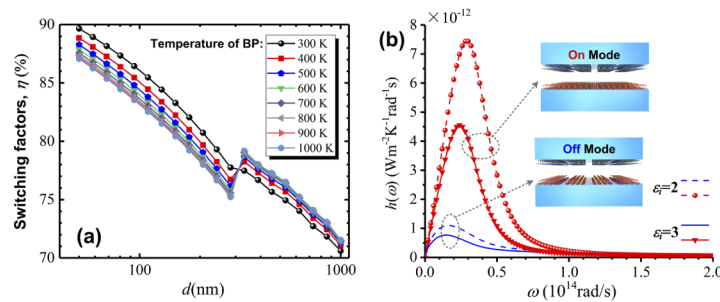 90
85
80
75
70
Switching factors, η (%)
Temperature of BP:
300 K
400 K
500 K
600 K
700 K
800 K
900 K
1000 K
(a)
100
1000
d(nm)
(b)
×10⁻¹²
8
7
6
5
4
3
2
1
0
h(ω) (Wm⁻²K⁻¹rad⁻¹s)
On Mode
Off Mode
εᵢ=2
εᵢ=3
0.0
0.5
1.0
1.5
2.0
ω (10¹⁴rad/s)